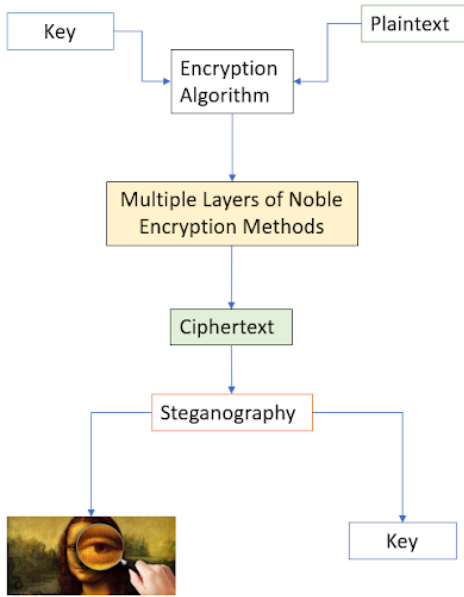 Key
Plaintext
Encryption
Algorithm
Multiple Layers of Noble
Encryption Methods
Ciphertext
Steganography
Key